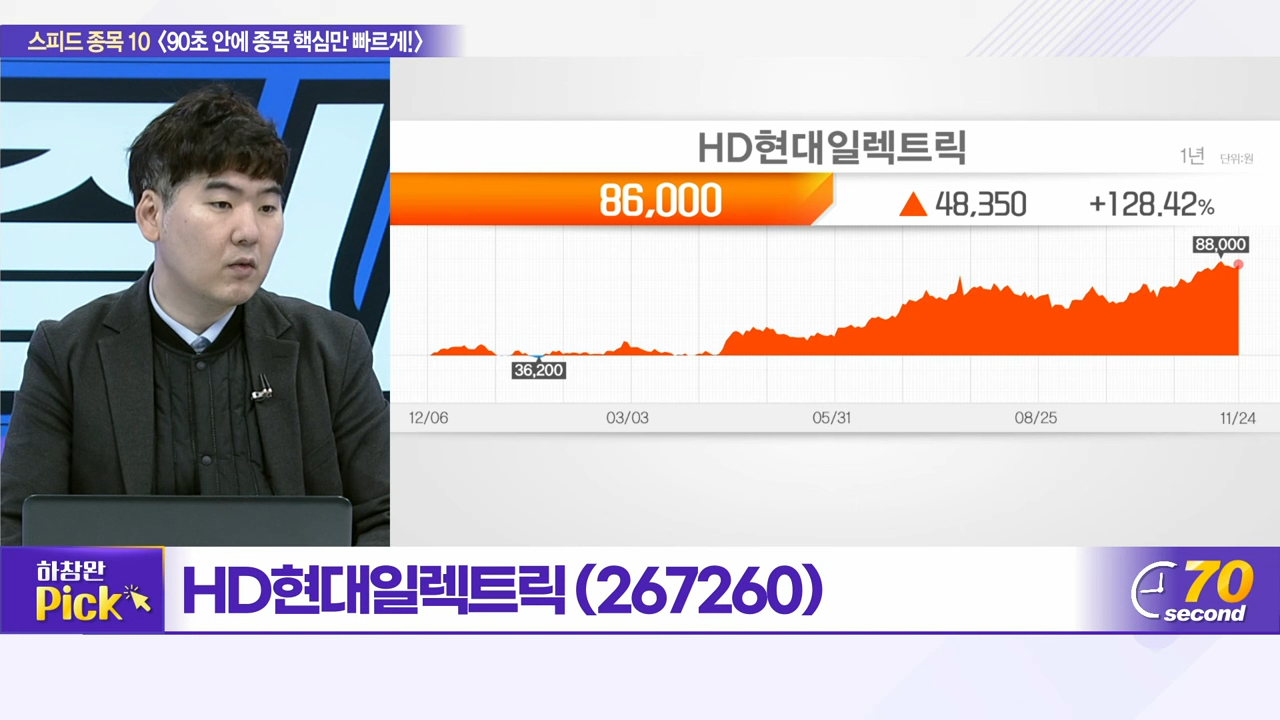 스피드 종목 10 〈90초 안에 종목 핵심만 빠르게!〉
HD현대일렉트릭
1년 단위:원
86,000 ▲ 48,350 +128.42%
88,000
36,200
12/06 03/03 05/31 08/25 11/24
하창완
Pick
HD현대일렉트릭 (267260)
70
second